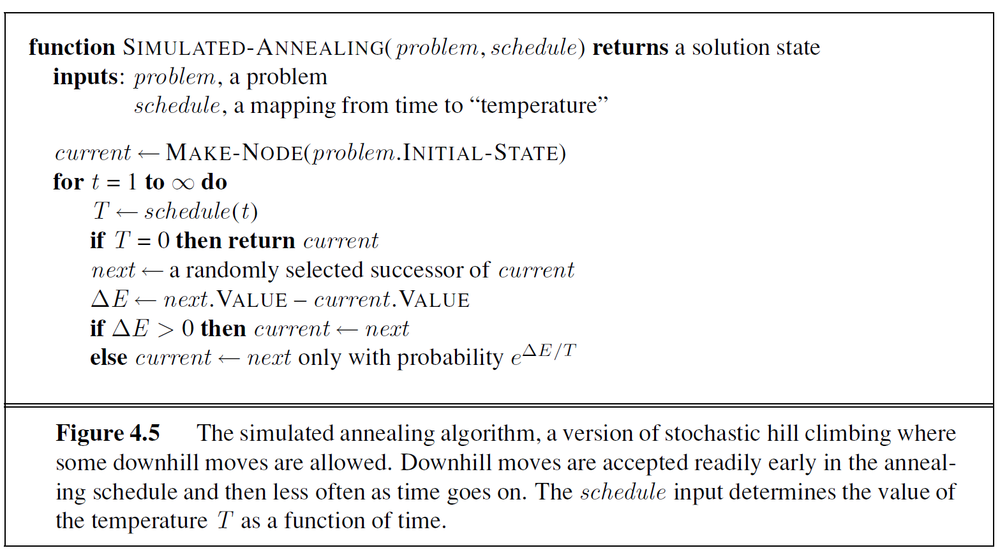 function SIMULATED-ANNEALING(problem, schedule) returns a solution state
inputs: problem, a problem
schedule, a mapping from time to “temperature”
current ← MAKE-NODE(problem.INITIAL-STATE)
for t = 1 to ∞ do
T ← schedule(t)
if T = 0 then return current
next ← a randomly selected successor of current
ΔE ← next.VALUE – current.VALUE
if ΔE > 0 then current ← next
else current ← next only with probability e^{ΔE/T}
Figure 4.5 The simulated annealing algorithm, a version of stochastic hill climbing where
some downhill moves are allowed. Downhill moves are accepted readily early in the anneal-
ing schedule and then less often as time goes on. The schedule input determines the value of
the temperature T as a function of time.